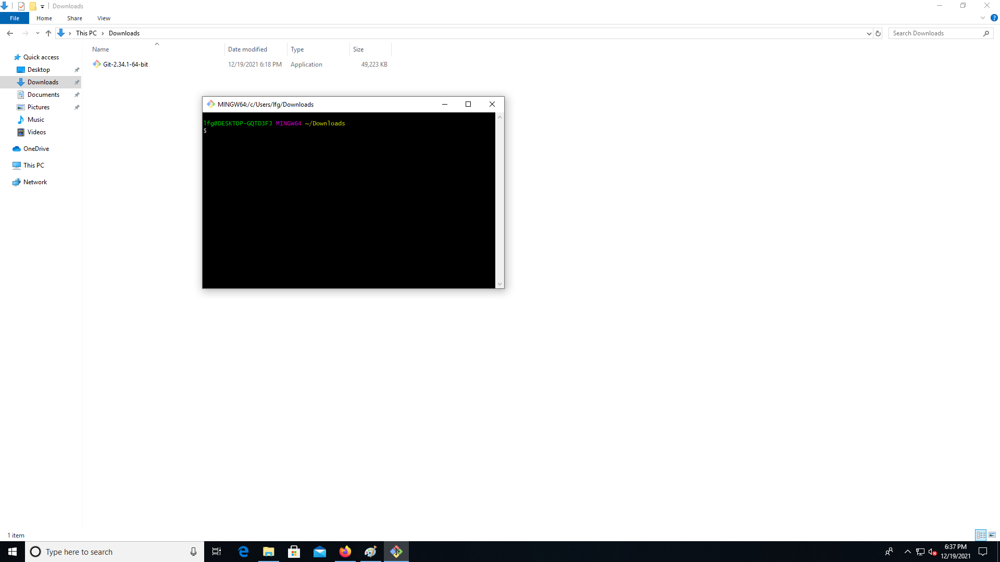 Downloads
File Home Share View
This PC Downloads
Search Downloads
Name Date modified Type Size
Git-2.34.1-64-bit 12/19/2021 6:18 PM Application 49,223 KB
Quick access
Desktop
Downloads
Documents
Pictures
Music
Videos
OneDrive
This PC
Network
MINGW64:/c/Users/lfg/Downloads
lfg@DESKTOP-GQTD3FJ MINGW64 ~/Downloads
$
1 item
Type here to search
6:37 PM
12/19/2021